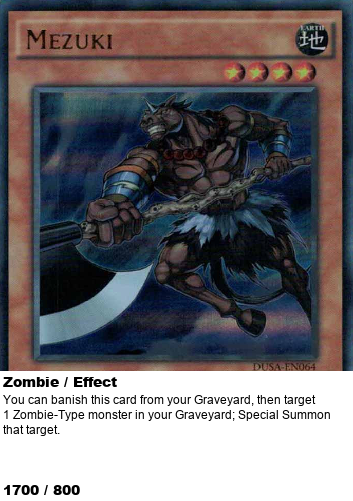 MEZUKI
EARTH
地
DUSA-EN064
Zombie / Effect
You can banish this card from your Graveyard, then target
1 Zombie-Type monster in your Graveyard; Special Summon
that target.
1700 / 800